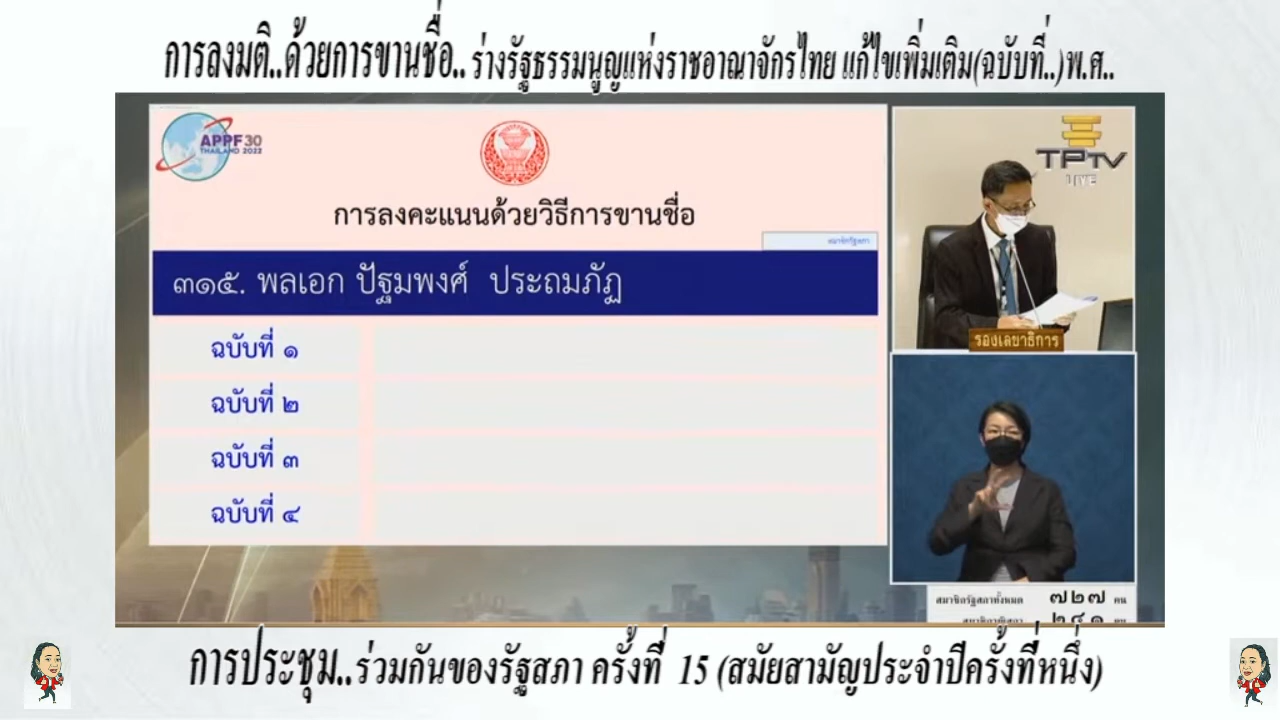 การลงมติ..ด้วยการขานชื่อ.. ร่างรัฐธรรมนูญแห่งราชอาณาจักรไทย แก้ไขเพิ่มเติม(ฉบับที่..)พ.ศ..
APPF 30
THAILAND 2022
TPTV
LIVE
การลงคะแนนด้วยวิธีการขานชื่อ
สมาชิกรัฐสภา
๓๑๕. พลเอก ปัฐมพงศ์ ประถมภัฏ
ฉบับที่ ๑
ฉบับที่ ๒
ฉบับที่ ๓
ฉบับที่ ๔
รองเลขาธิการ
สมาชิกรัฐสภาทั้งหมด ๗๒๗ คน
การประชุม..ร่วมกันของรัฐสภา ครั้งที่ 15 (สมัยสามัญประจำปีครั้งที่หนึ่ง)